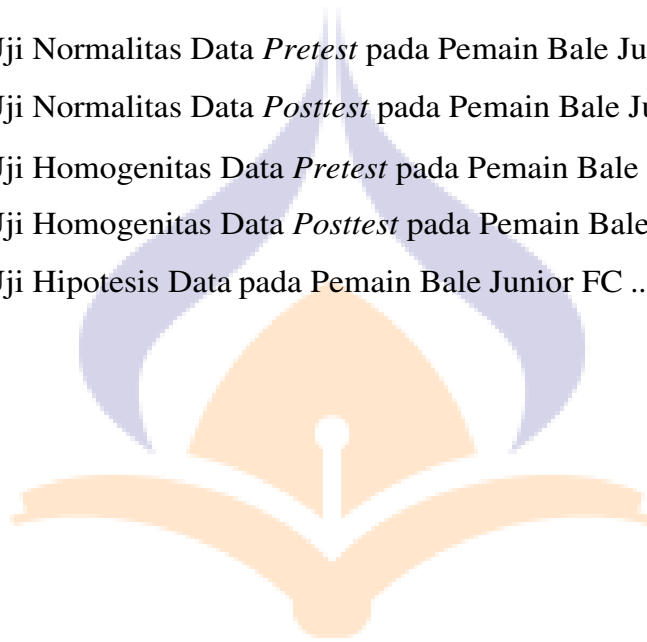 Uji Normalitas Data Pretest pada Pemain Bale Ju
Uji Normalitas Data Posttest pada Pemain Bale Ju
Uji Homogenitas Data Pretest pada Pemain Bale
Uji Homogenitas Data Posttest pada Pemain Bale
Uji Hipotesis Data pada Pemain Bale Junior FC ..